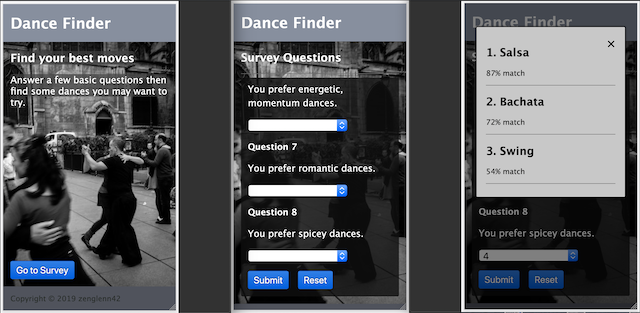 Dance Finder
Find your best moves
Answer a few basic questions then
find some dances you may want to
try.
Go to Survey
Copyright © 2019 zenglenn42
Dance Finder
Survey Questions
You prefer energetic,
momentum dances.
Question 7
You prefer romantic dances.
Question 8
You prefer spicey dances.
Submit
Reset
Dance Finder
×
1. Salsa
87% match
2. Bachata
72% match
3. Swing
54% match
Question 8
You prefer spicey dances.
4
Submit
Reset